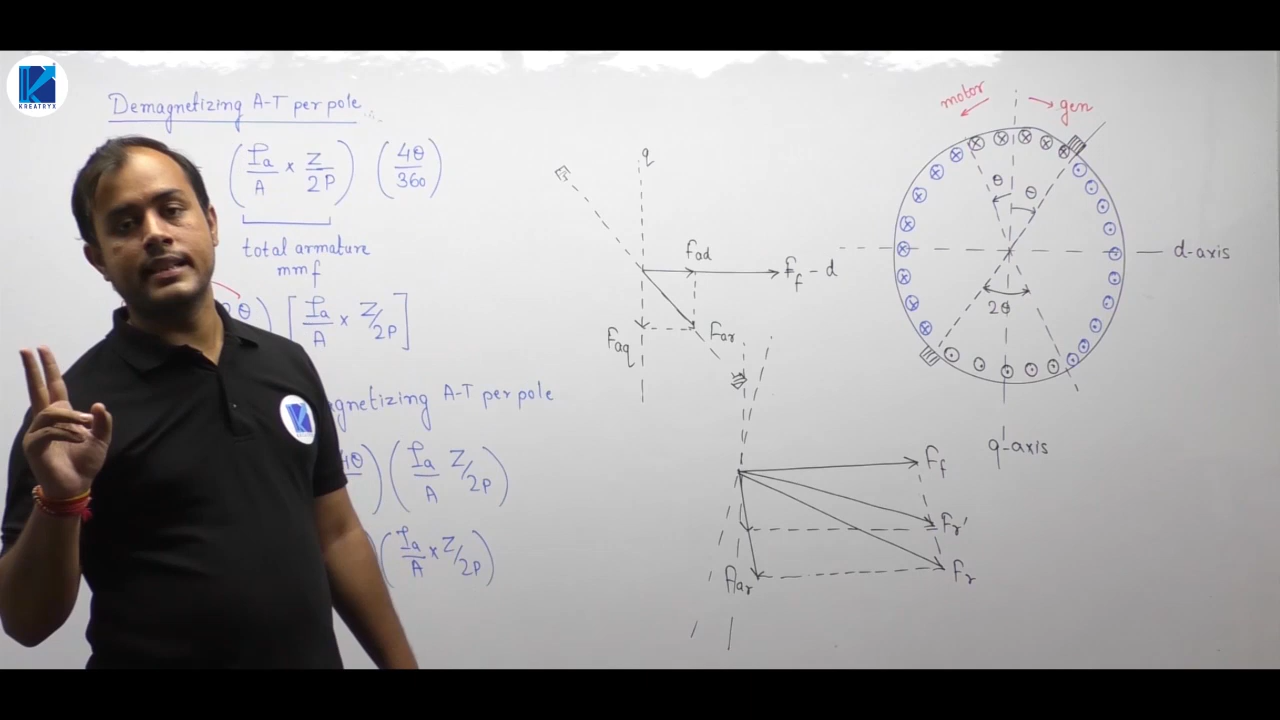 KREATRYX
Demagnetizing A-T per pole
(Ia/A × Z/2P) (4θ/360)
total armature
mmf
θ) [Ia/A × Z/2P]
gnetizing A-T per pole
4θ) (Ia/A Z/2P)
(Ia/A × Z/2P)
q
Fad
Ff - d
Faq
Far
Ff
Fr'
Far
Fr
motor
gen
θ
θ
d-axis
2θ
q-axis